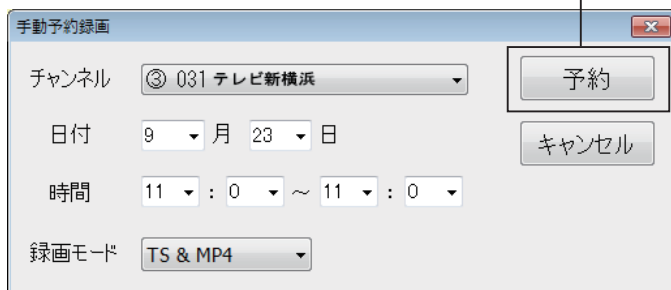 手動予約録画
チャンネル ③ 031 テレビ新横浜 予約
日付 9 月 23 日 キャンセル
時間 11 : 0 ～ 11 : 0
録画モード TS & MP4